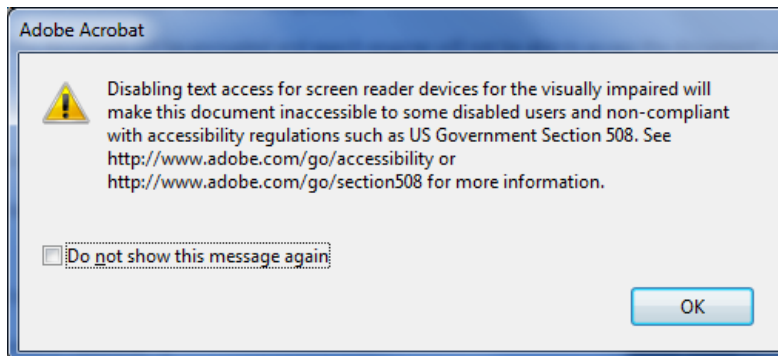 Adobe Acrobat
Disabling text access for screen reader devices for the visually impaired will
make this document inaccessible to some disabled users and non-compliant
with accessibility regulations such as US Government Section 508. See
http://www.adobe.com/go/accessibility or
http://www.adobe.com/go/section508 for more information.
Do not show this message again
OK